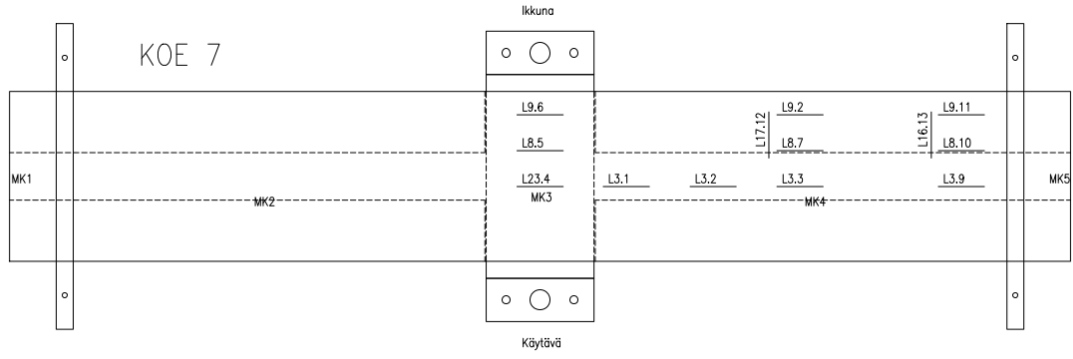 Ikkuna
KOE 7
L9.6
L9.2
L9.11
L17.12
L16.13
L8.5
L8.7
L8.10
MK1
L23.4
L3.1
L3.2
L3.3
L3.9
MK5
MK2
MK3
MK4
Käytävä